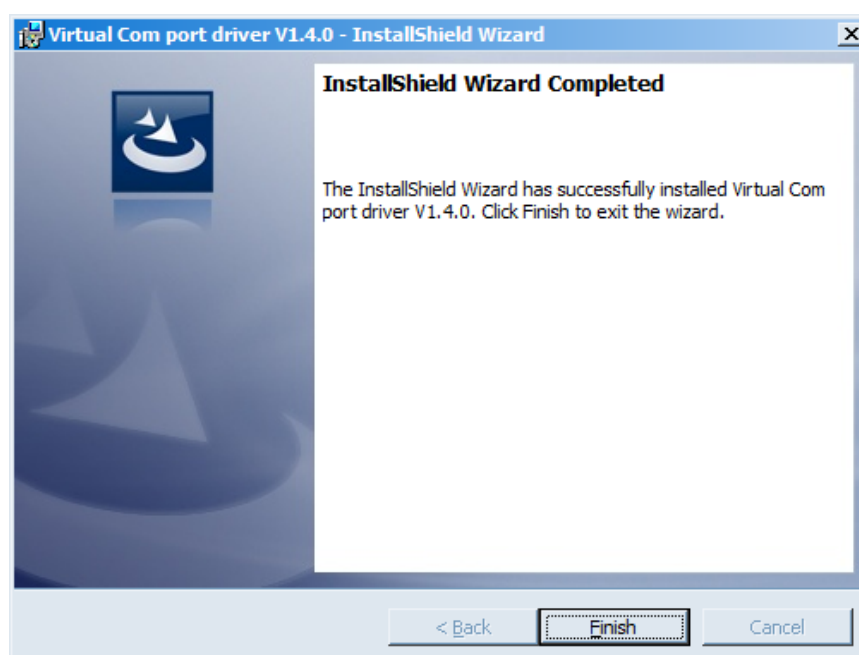 Virtual Com port driver V1.4.0 - InstallShield Wizard
InstallShield Wizard Completed
The InstallShield Wizard has successfully installed Virtual Com
port driver V1.4.0. Click Finish to exit the wizard.
< Back Finish Cancel